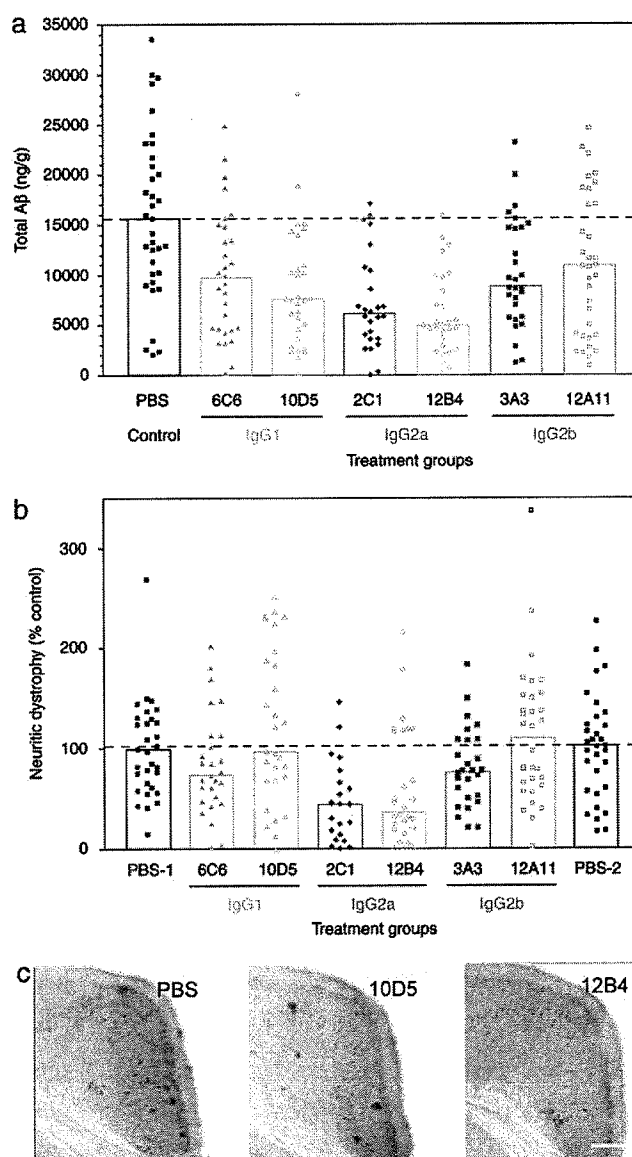 a
Total Aβ (ng/g)
35000
30000
25000
20000
15000
10000
5000
0
PBS 6C6 10D5 2C1 12B4 3A3 12A11
Control IgG1 IgG2a IgG2b
Treatment groups
b
Neuritic dystrophy (% control)
300
200
100
0
PBS-1 6C6 10D5 2C1 12B4 3A3 12A11 PBS-2
IgG1 IgG2a IgG2b
Treatment groups
c
PBS 10D5 12B4